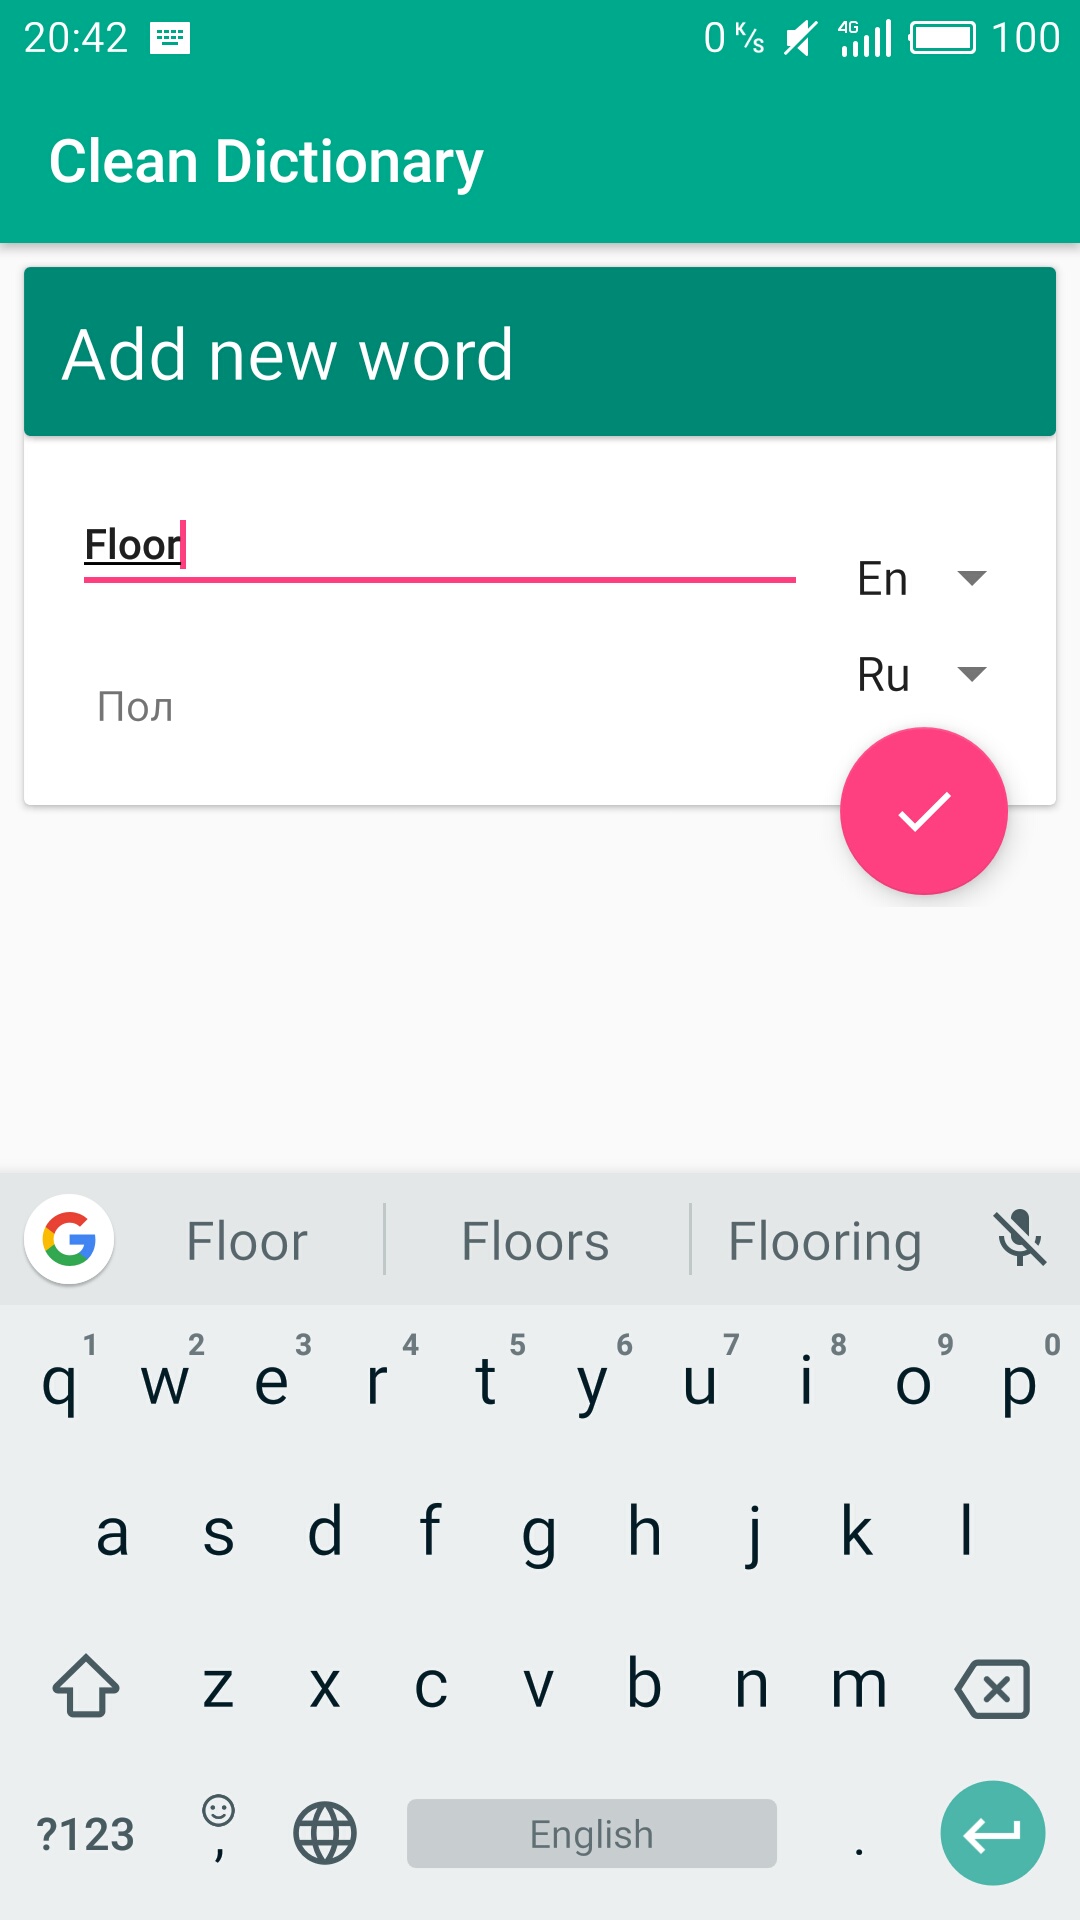 20:42 0 K/s 4G 100
Clean Dictionary
Add new word
Floor
En
Ru
Пол
G Floor Floors Flooring
1 2 3 4 5 6 7 8 9 0
q w e r t y u i o p
a s d f g h j k l
z x c v b n m
?123 , English .